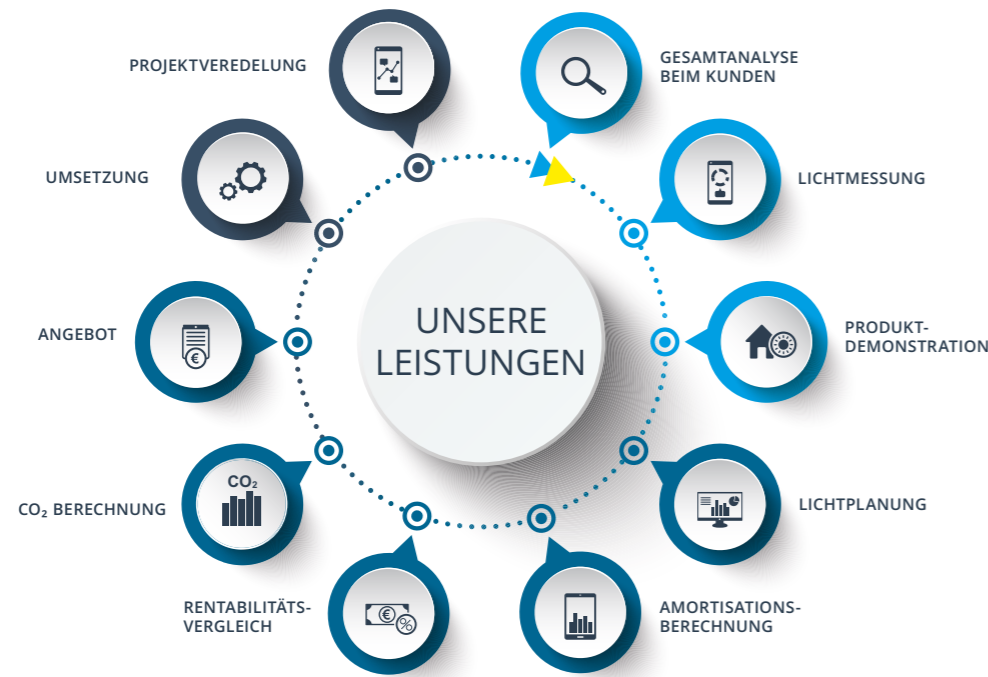 UNSERE
LEISTUNGEN
GESAMTANALYSE
BEIM KUNDEN
LICHTMESSUNG
PRODUKT-
DEMONSTRATION
LICHTPLANUNG
AMORTISATIONS-
BERECHNUNG
€
%
RENTABILITÄTS-
VERGLEICH
CO₂
CO₂ BERECHNUNG
€
ANGEBOT
UMSETZUNG
PROJEKTVEREDELUNG